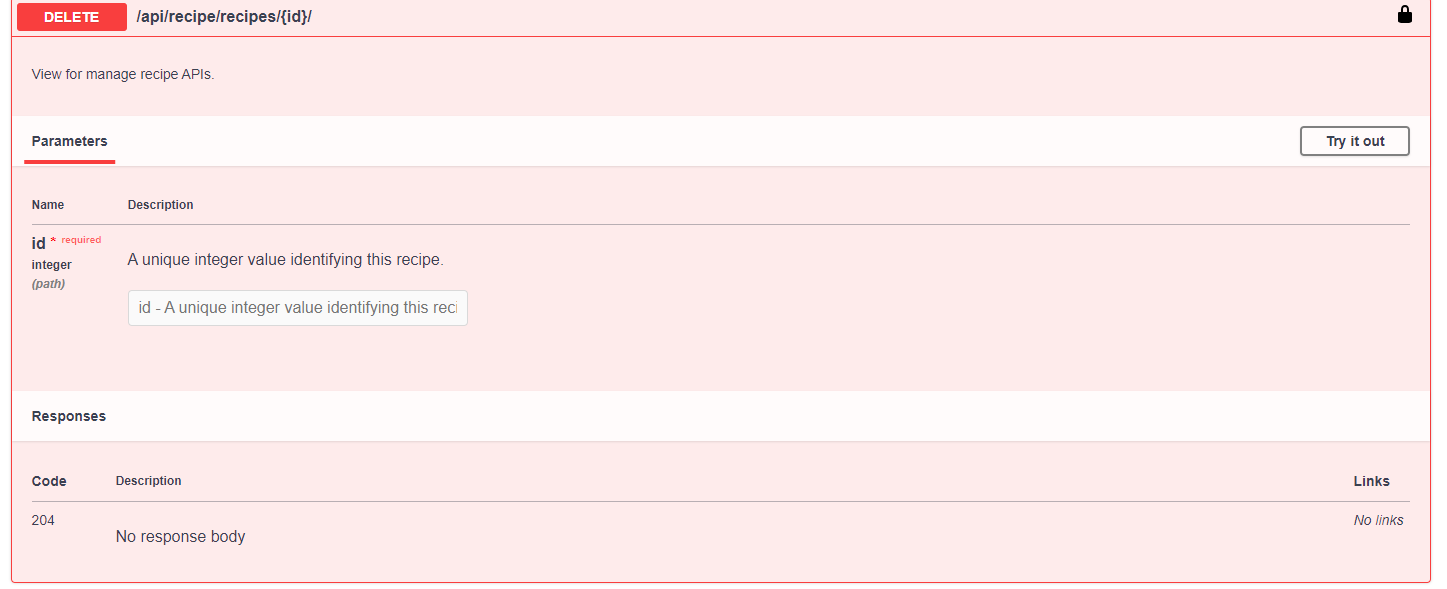 DELETE /api/recipe/recipes/{id}/
View for manage recipe APIs.
Parameters
Try it out
Name Description
id * required
integer
(path)
A unique integer value identifying this recipe.
id - A unique integer value identifying this reci
Responses
Code Description Links
204
No response body
No links